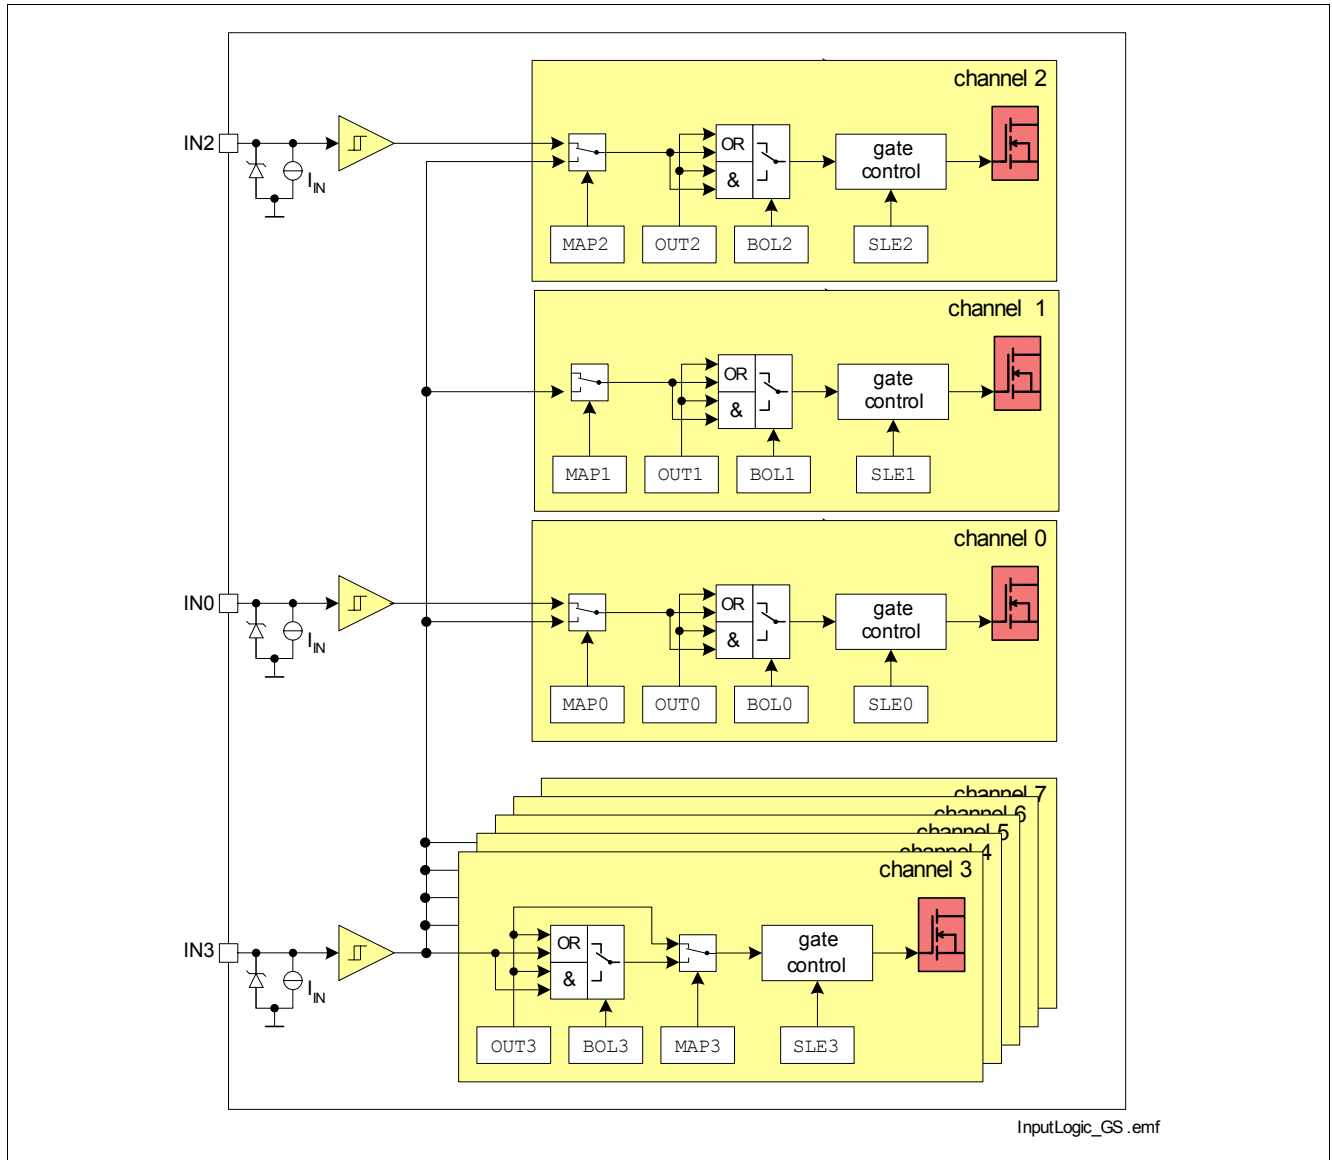 channel 2
IN2
IIN
OR
&
gate
control
MAP2
OUT2
BOL2
SLE2
channel 1
OR
&
gate
control
MAP1
OUT1
BOL1
SLE1
channel 0
IN0
IIN
OR
&
gate
control
MAP0
OUT0
BOL0
SLE0
channel 7
channel 6
channel 5
channel 4
channel 3
IN3
IIN
OR
&
gate
control
OUT3
BOL3
MAP3
SLE3
InputLogic_GS.emf